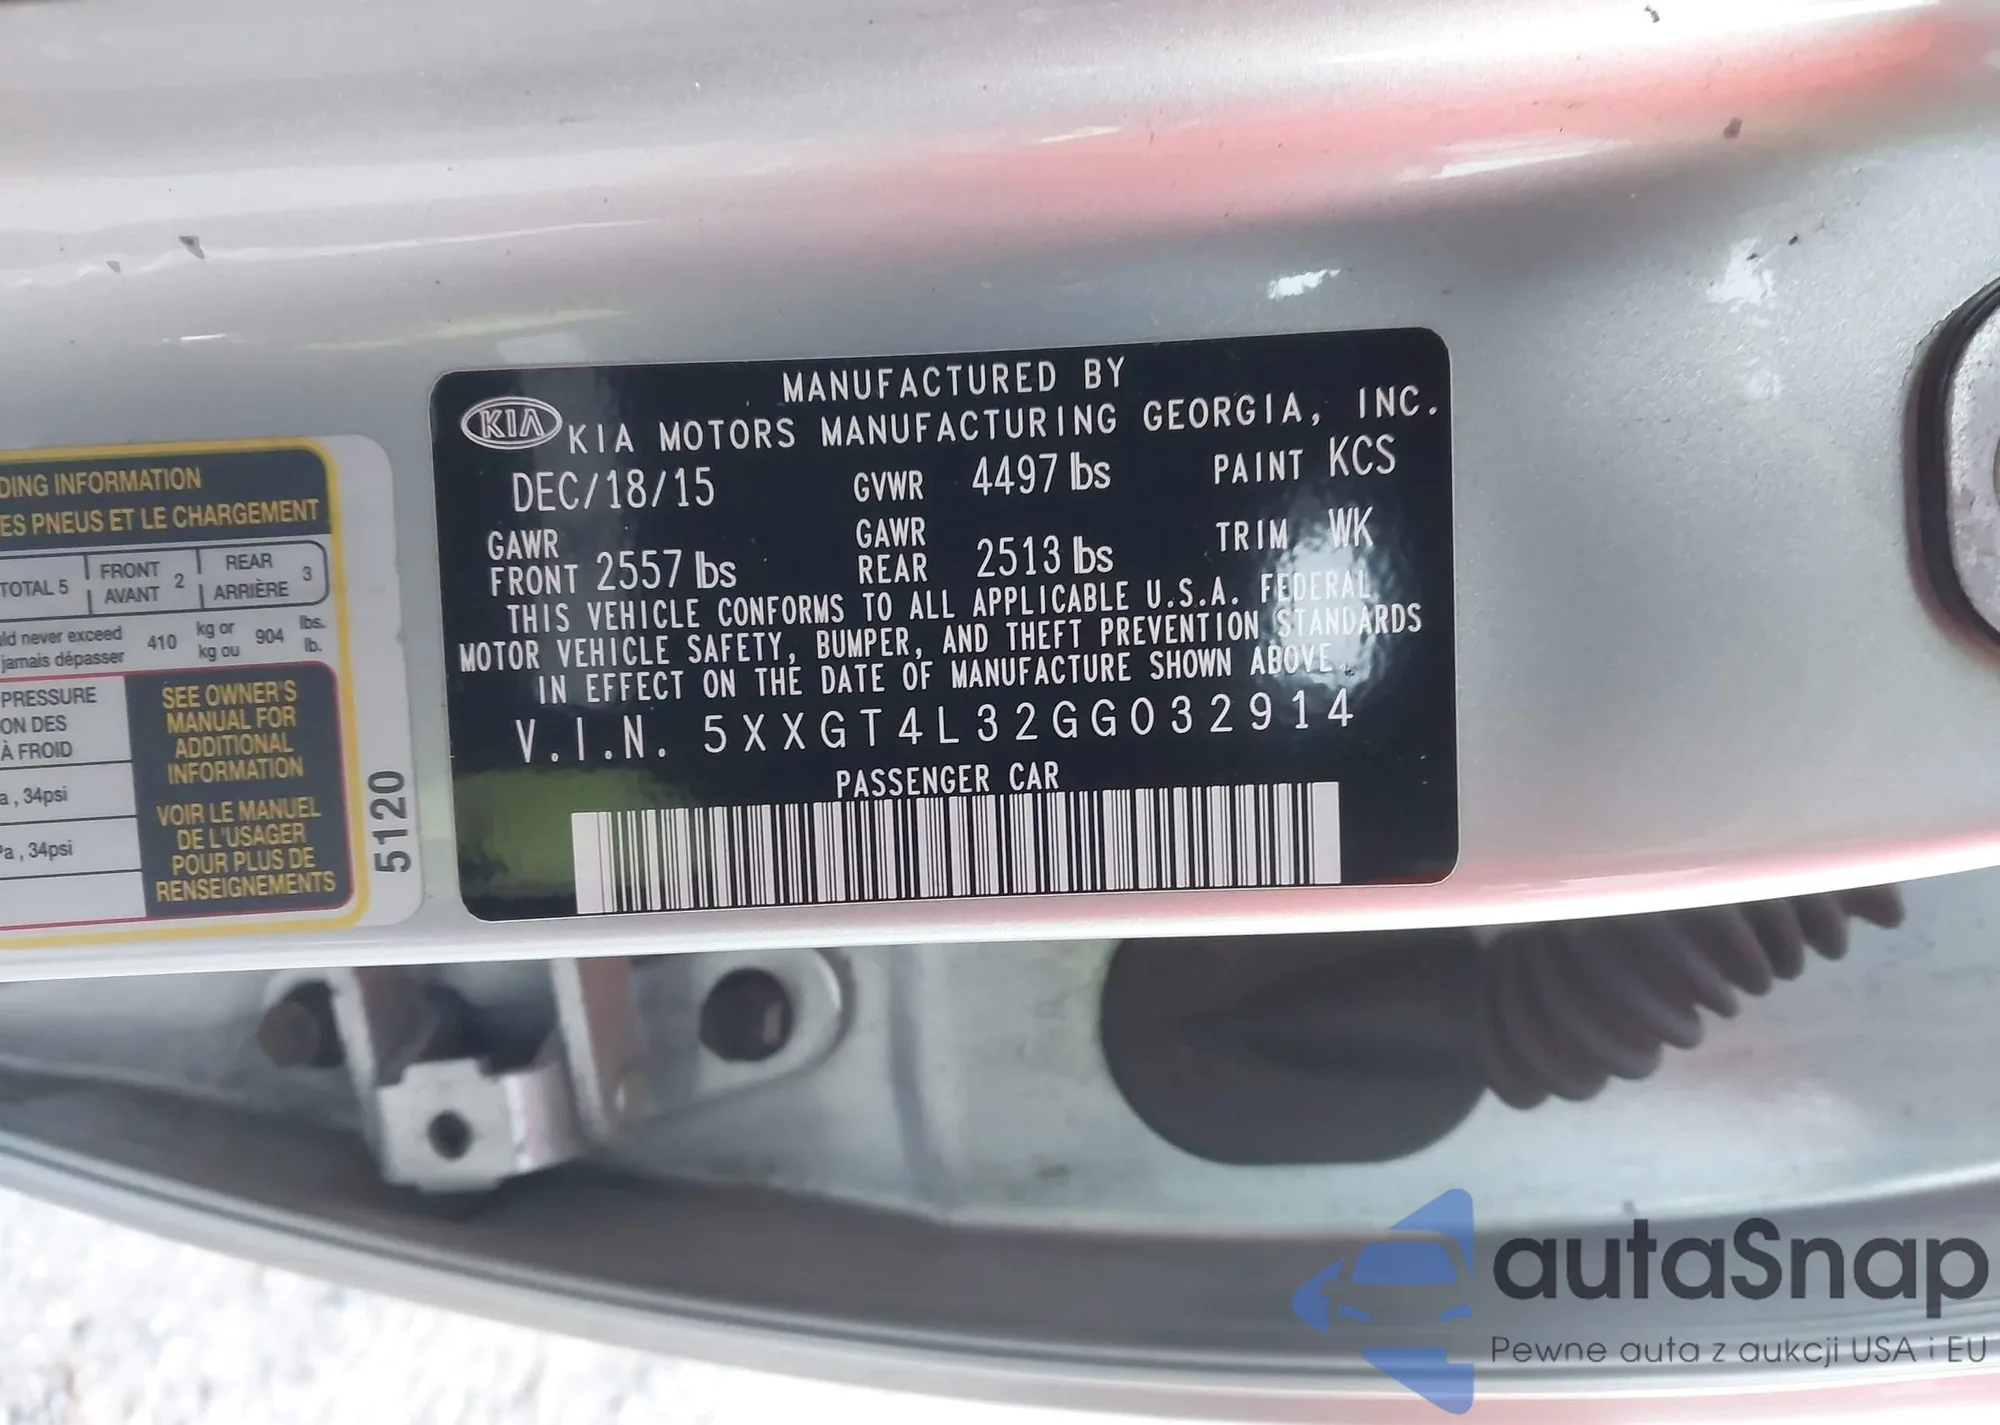 DING INFORMATION
ES PNEUS ET LE CHARGEMENT
TOTAL 5 FRONT AVANT 2 REAR ARRIÈRE 3
never exceed 410 kg or 904 lbs.
jamais dépasser kg ou lb.
PRESSURE
ON DES
À FROID
, 34psi
, 34psi
SEE OWNER'S
MANUAL FOR
ADDITIONAL
INFORMATION
VOIR LE MANUEL
DE L'USAGER
POUR PLUS DE
RENSEIGNEMENTS
5120
MANUFACTURED BY
KIA KIA MOTORS MANUFACTURING GEORGIA, INC.
DEC/18/15 GVWR 4497 lbs PAINT KCS
GAWR FRONT 2557 lbs GAWR REAR 2513 lbs TRIM WK
THIS VEHICLE CONFORMS TO ALL APPLICABLE U.S.A. FEDERAL
MOTOR VEHICLE SAFETY, BUMPER, AND THEFT PREVENTION STANDARDS
IN EFFECT ON THE DATE OF MANUFACTURE SHOWN ABOVE.
V.I.N. 5XXGT4L32GG032914
PASSENGER CAR
autaSnap
Pewne auta z aukcji USA i EU